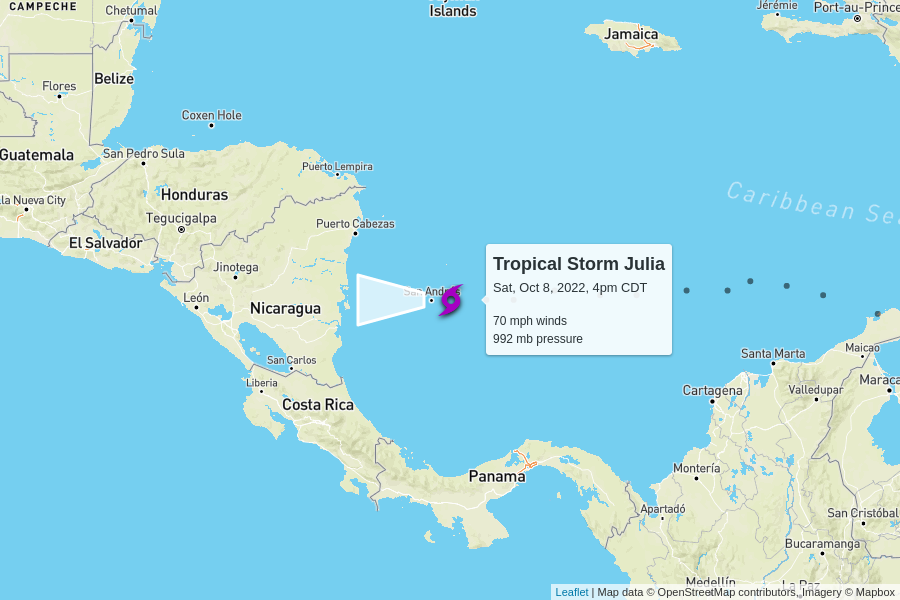 CAMPECHE
Chetumal
Islands
Jérémie
Port-au-Prince
Jamaica
Belize
Flores
Coxen Hole
Guatemala
San Pedro Sula
Puerto Lempira
Honduras
la Nueva City
Tegucigalpa
Puerto Cabezas
Caribbean Sea
El Salvador
Jinotega
León
Nicaragua
San Andrés
Tropical Storm Julia
Sat, Oct 8, 2022, 4pm CDT
70 mph winds
992 mb pressure
San Carlos
Liberia
Costa Rica
Santa Marta
Maicao
Cartagena
Valledupar
Maraca
Panama
Montería
Apartadó
San Cristóbal
Bucaramanga
Medellín
La Paz
Leaflet | Map data © OpenStreetMap contributors, Imagery © Mapbox